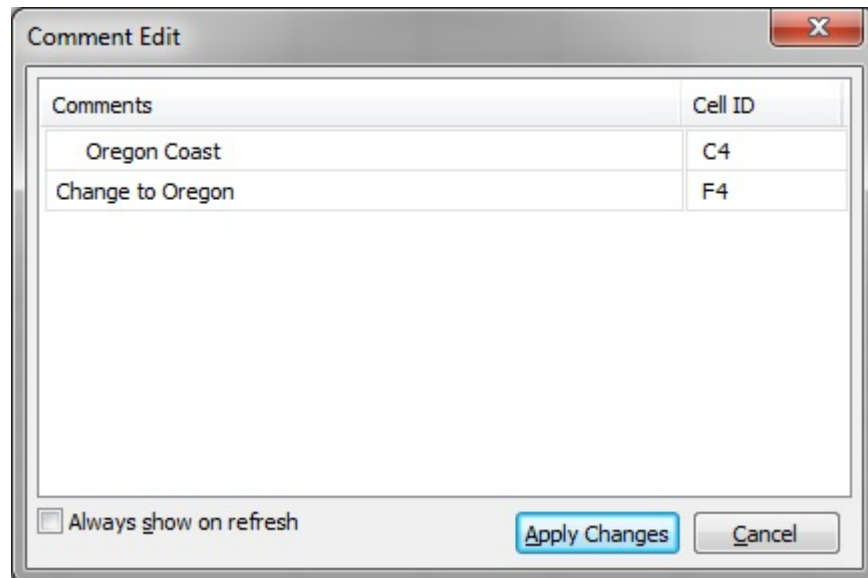 Comment Edit
Comments Cell ID
Oregon Coast C4
Change to Oregon F4
Always show on refresh Apply Changes Cancel